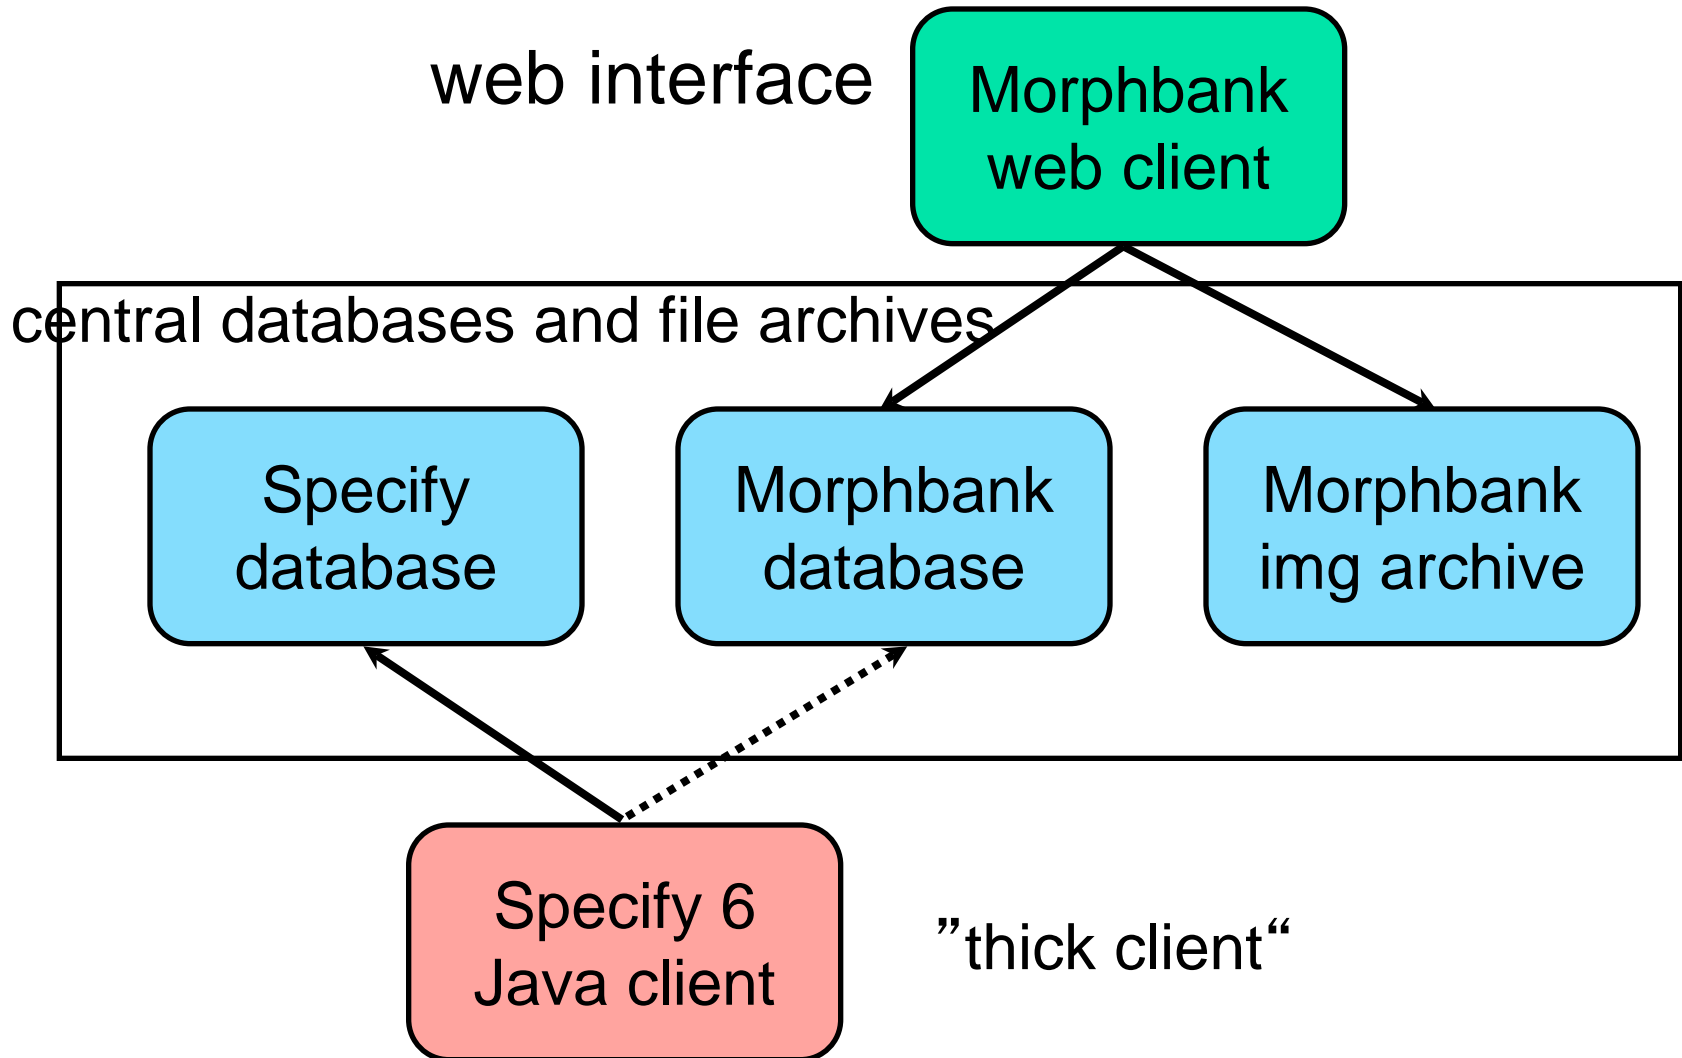 web interface
Morphbank
web client
central databases and file archives
Specify
database
Morphbank
database
Morphbank
img archive
Specify 6
Java client
”thick client“